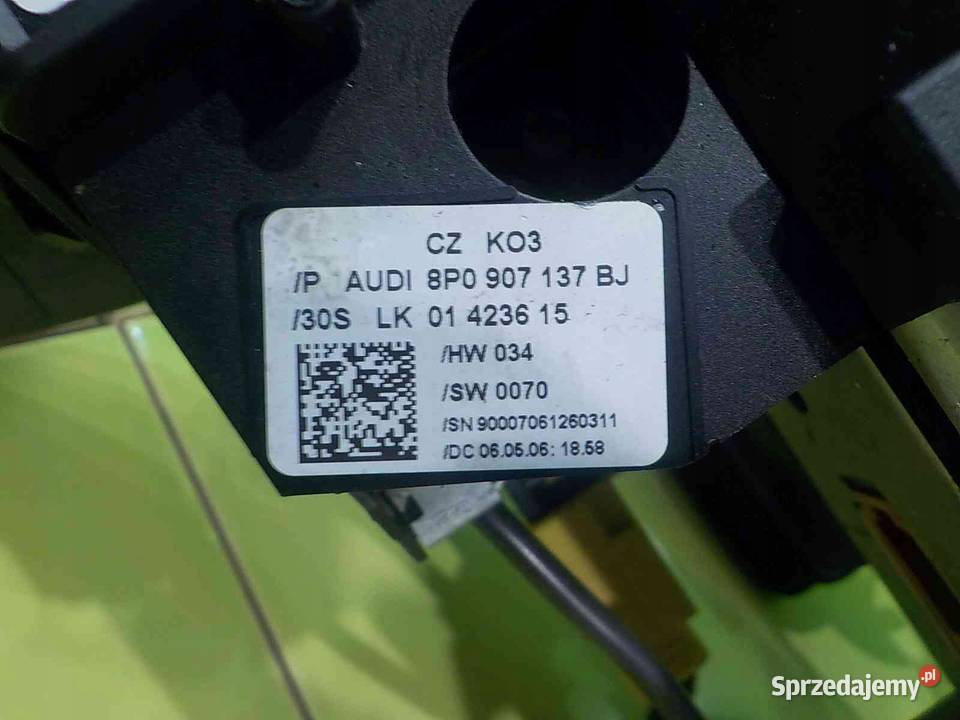 CZ KO3
/P AUDI 8P0 907 137 BJ
/30S LK 01 4236 15
/HW 034
/SW 0070
/SN 90007061260311
/DC 06.05.06: 18.58
Sprzedajemy.pl